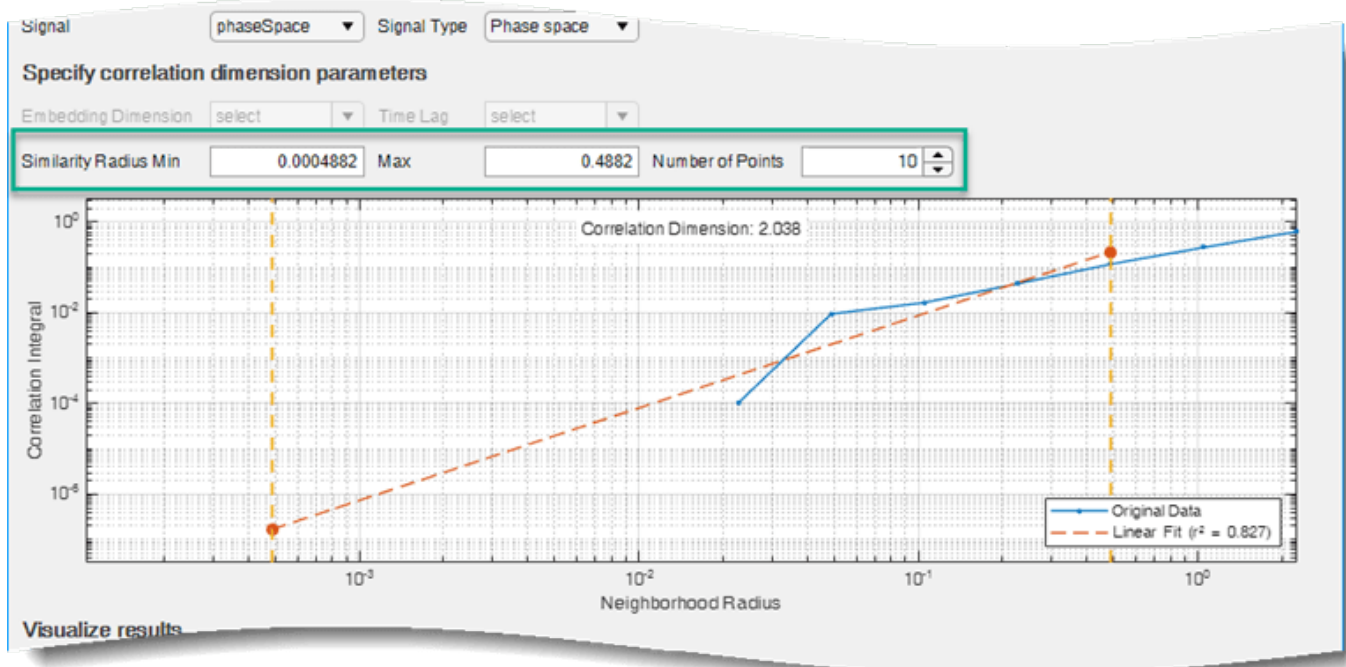 Signal phaseSpace Signal Type Phase space
Specify correlation dimension parameters
Embedding Dimension select Time Lag select
Similarity Radius Min 0.0004882 Max 0.4882 Number of Points 10
Correlation Dimension: 2.038
10⁰
10⁻²
10⁻⁴
10⁻⁶
Correlation Integral
Original Data
Linear Fit (r² = 0.827)
10⁻³ 10⁻² 10⁻¹ 10⁰
Neighborhood Radius
Visualize results